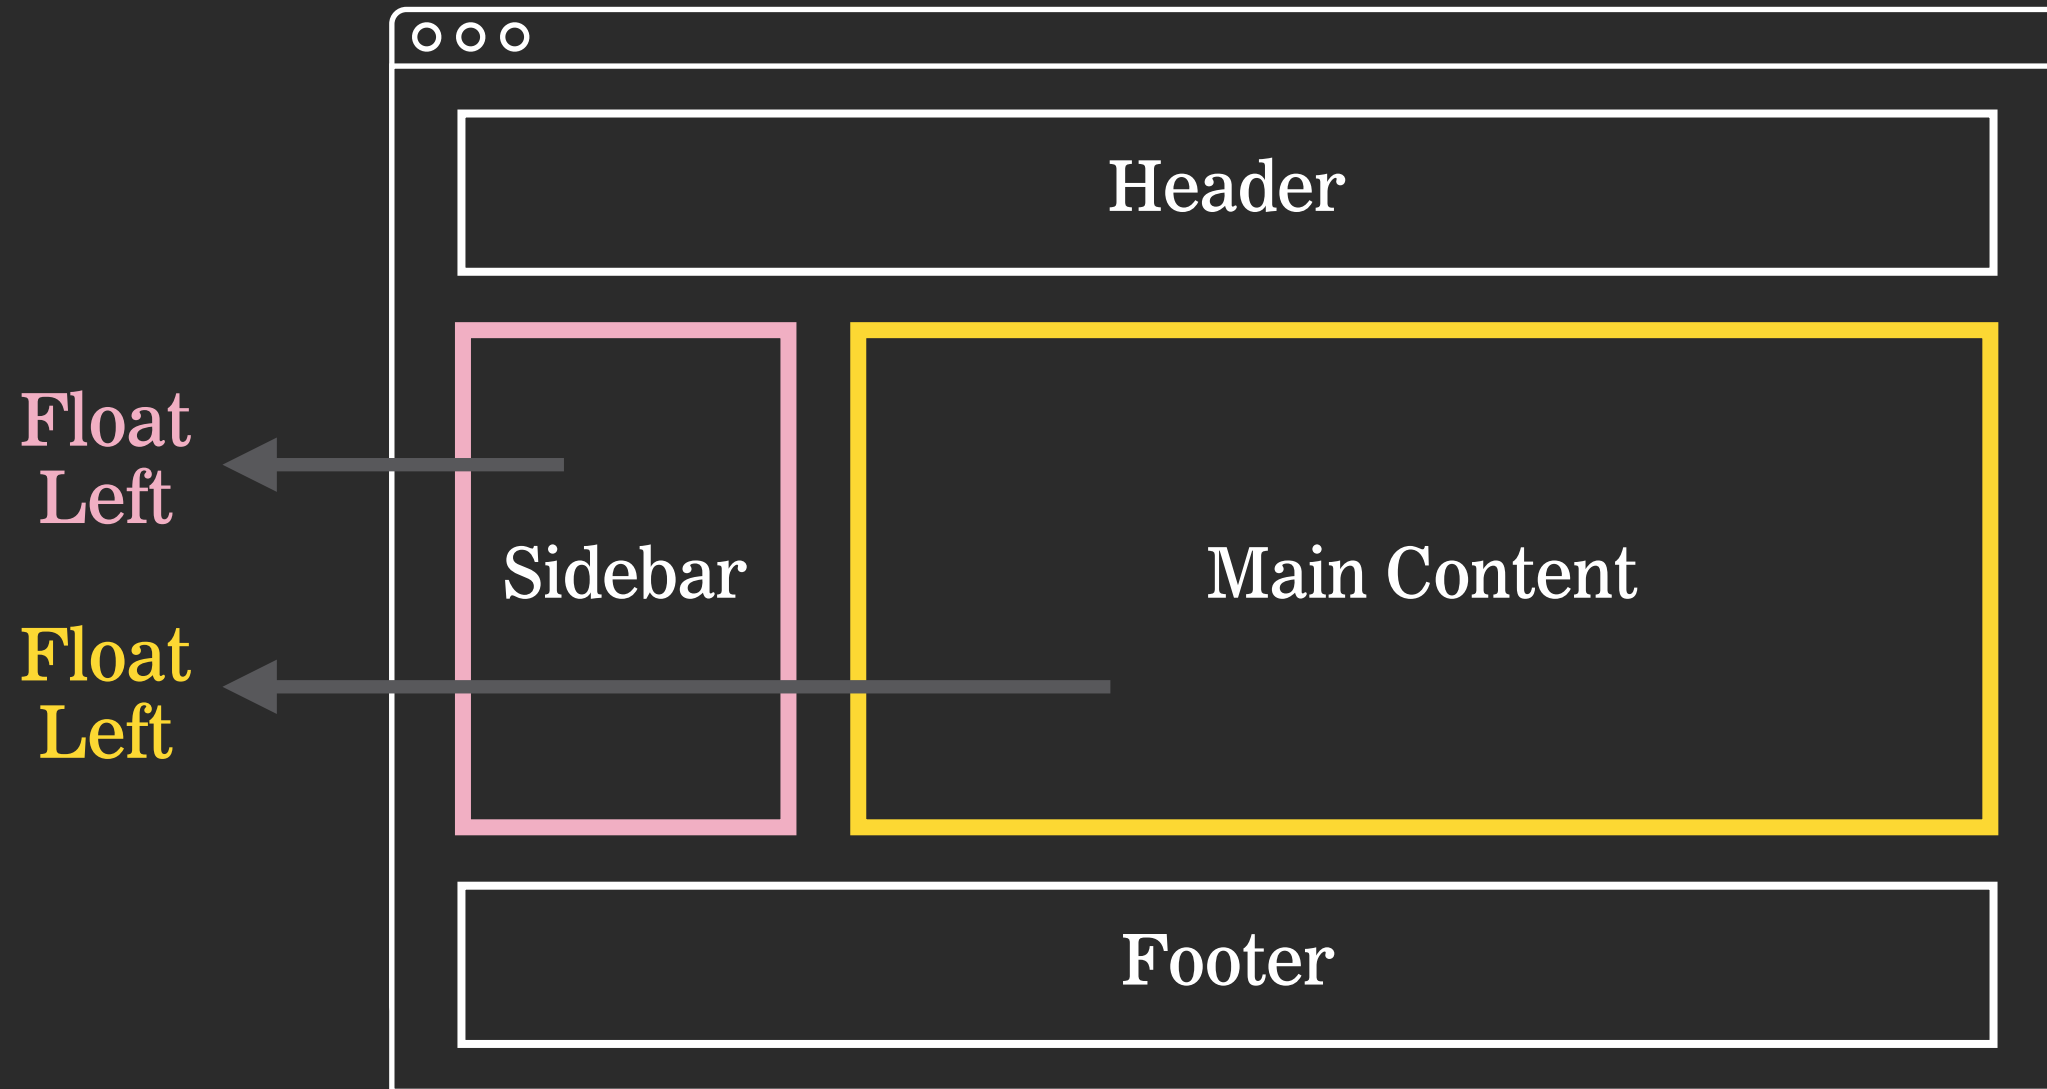 Header
Float
Left
Sidebar
Main Content
Float
Left
Footer